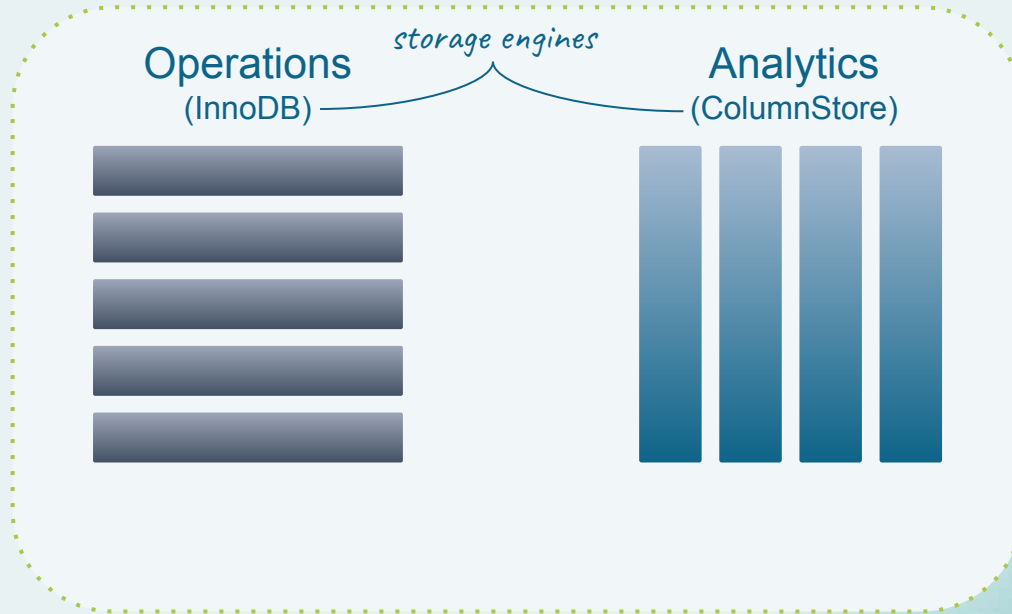 storage engines
Operations
(InnoDB)
Analytics
(ColumnStore)